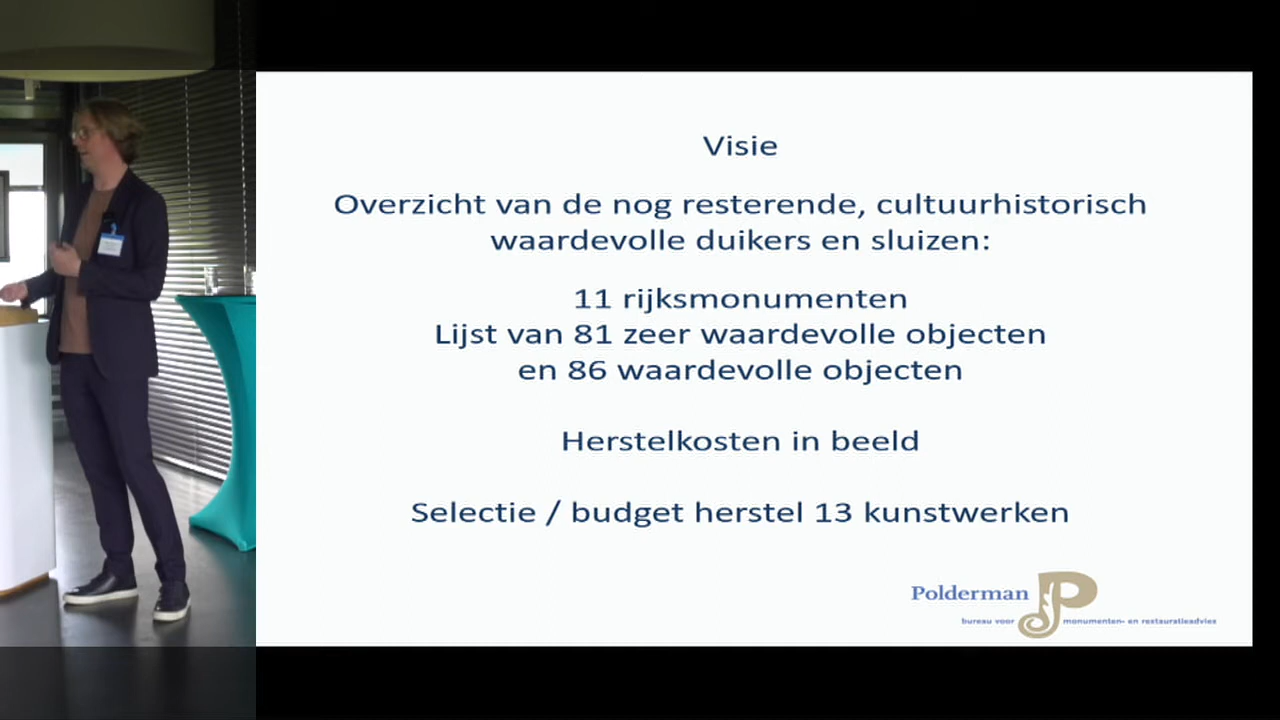 Visie
Overzicht van de nog resterende, cultuurhistorisch
waardevolle duikers en sluizen:
11 rijksmonumenten
Lijst van 81 zeer waardevolle objecten
en 86 waardevolle objecten
Herstelkosten in beeld
Selectie / budget herstel 13 kunstwerken
Polderman
bureau voor monumenten- en restauratieadvies